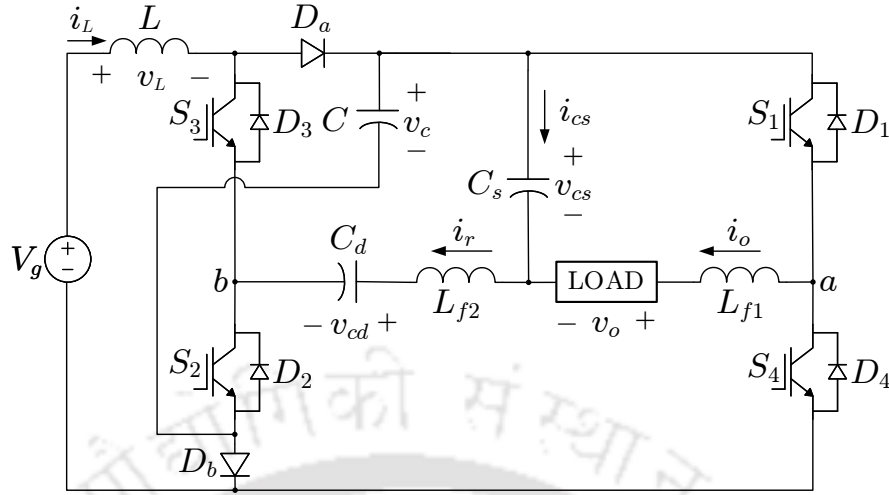 i_L L D_a
+ v_L −
S_3 D_3 C + v_c − i_cs S_1 D_1
C_s + v_cs −
V_g + −
C_d i_r i_o
b LOAD a
− v_cd + L_f2 − v_o + L_f1
S_2 D_2 S_4 D_4
D_b